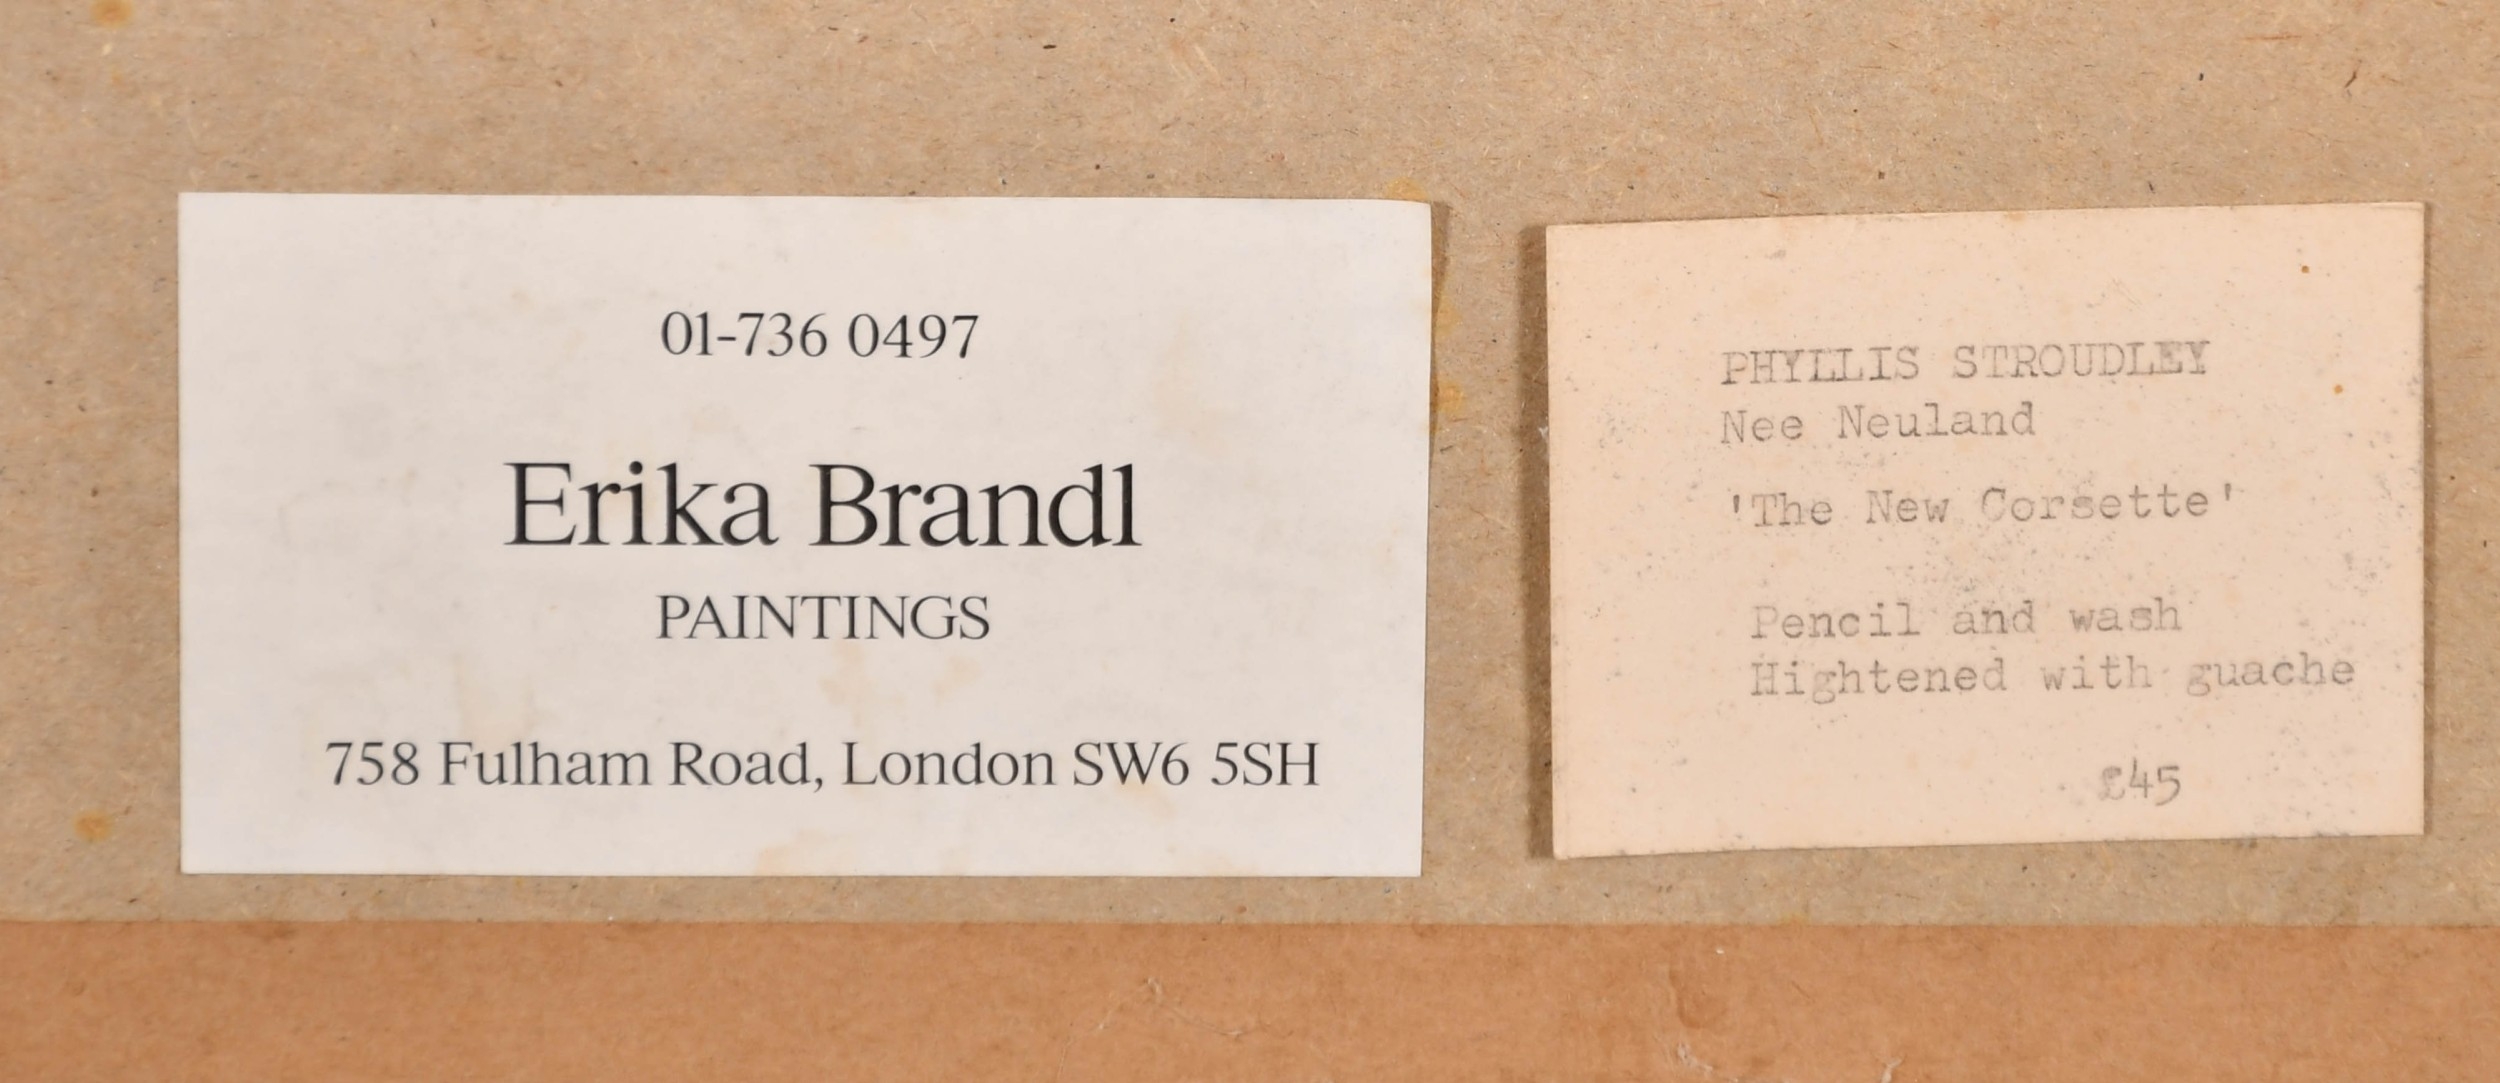 01-736 0497
Erika Brandl
PAINTINGS
758 Fulham Road, London SW6 5SH
PHYLLIS STROUDLEY
Nee Neuland
'The New Corsette'
Pencil and wash
Hightened with guache
£45